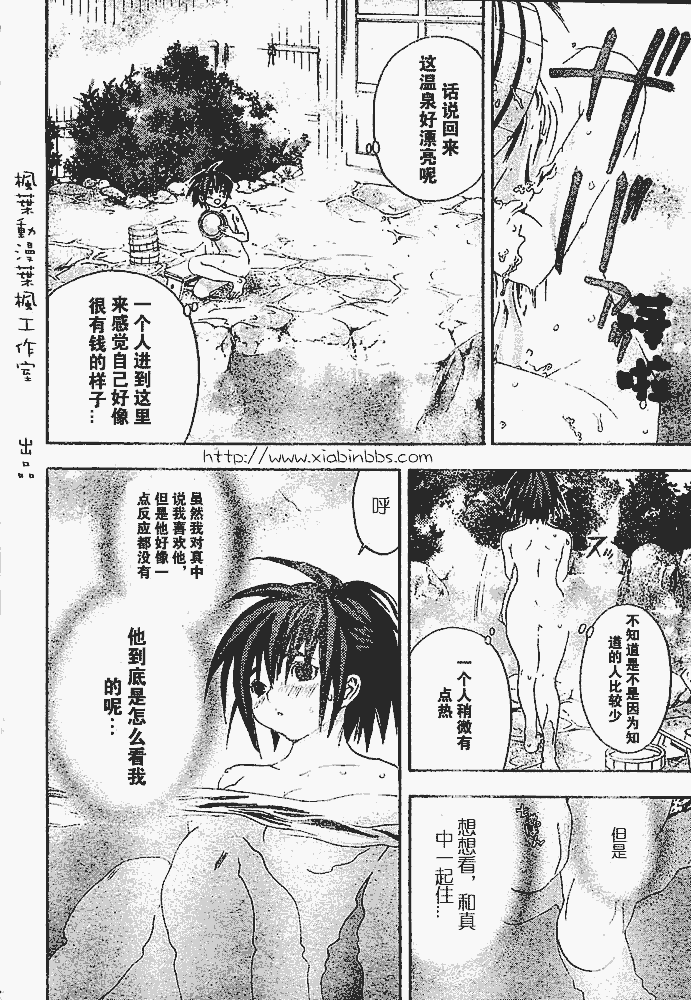 话说回来
这温泉好漂亮呢
一个人进到这里
来感觉自己好像
很有钱的样子…
楓葉動漫葉楓工作室 出品
http://www.xiabinbbs.com
不知道是不是因为知
道的人比较少
一个人稍微有
点热
但是
想想看，和真
中一起住…
呼
虽然我对真中
说我喜欢他，
但是他好像一
点反应都没有
他到底是怎么看我
的呢…